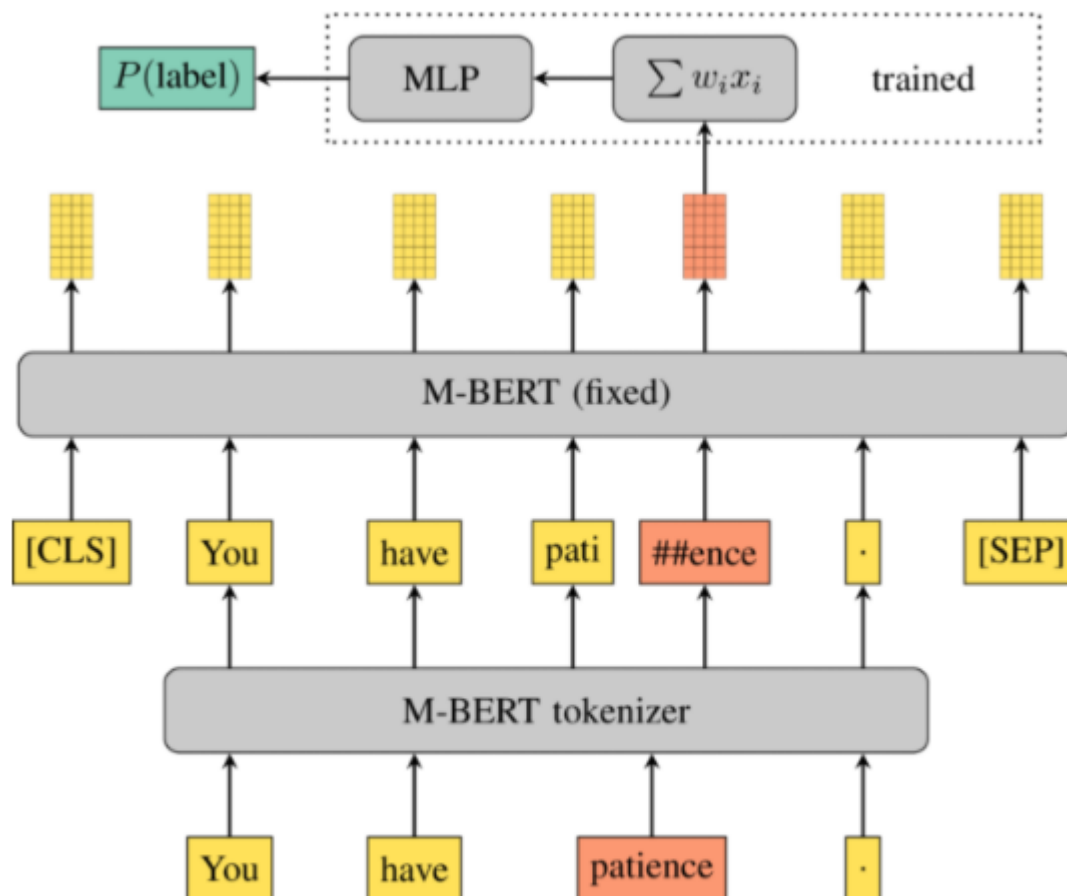 P(label) MLP ∑ wᵢxᵢ trained
M-BERT (fixed)
[CLS] You have pati ##ence . [SEP]
M-BERT tokenizer
You have patience .